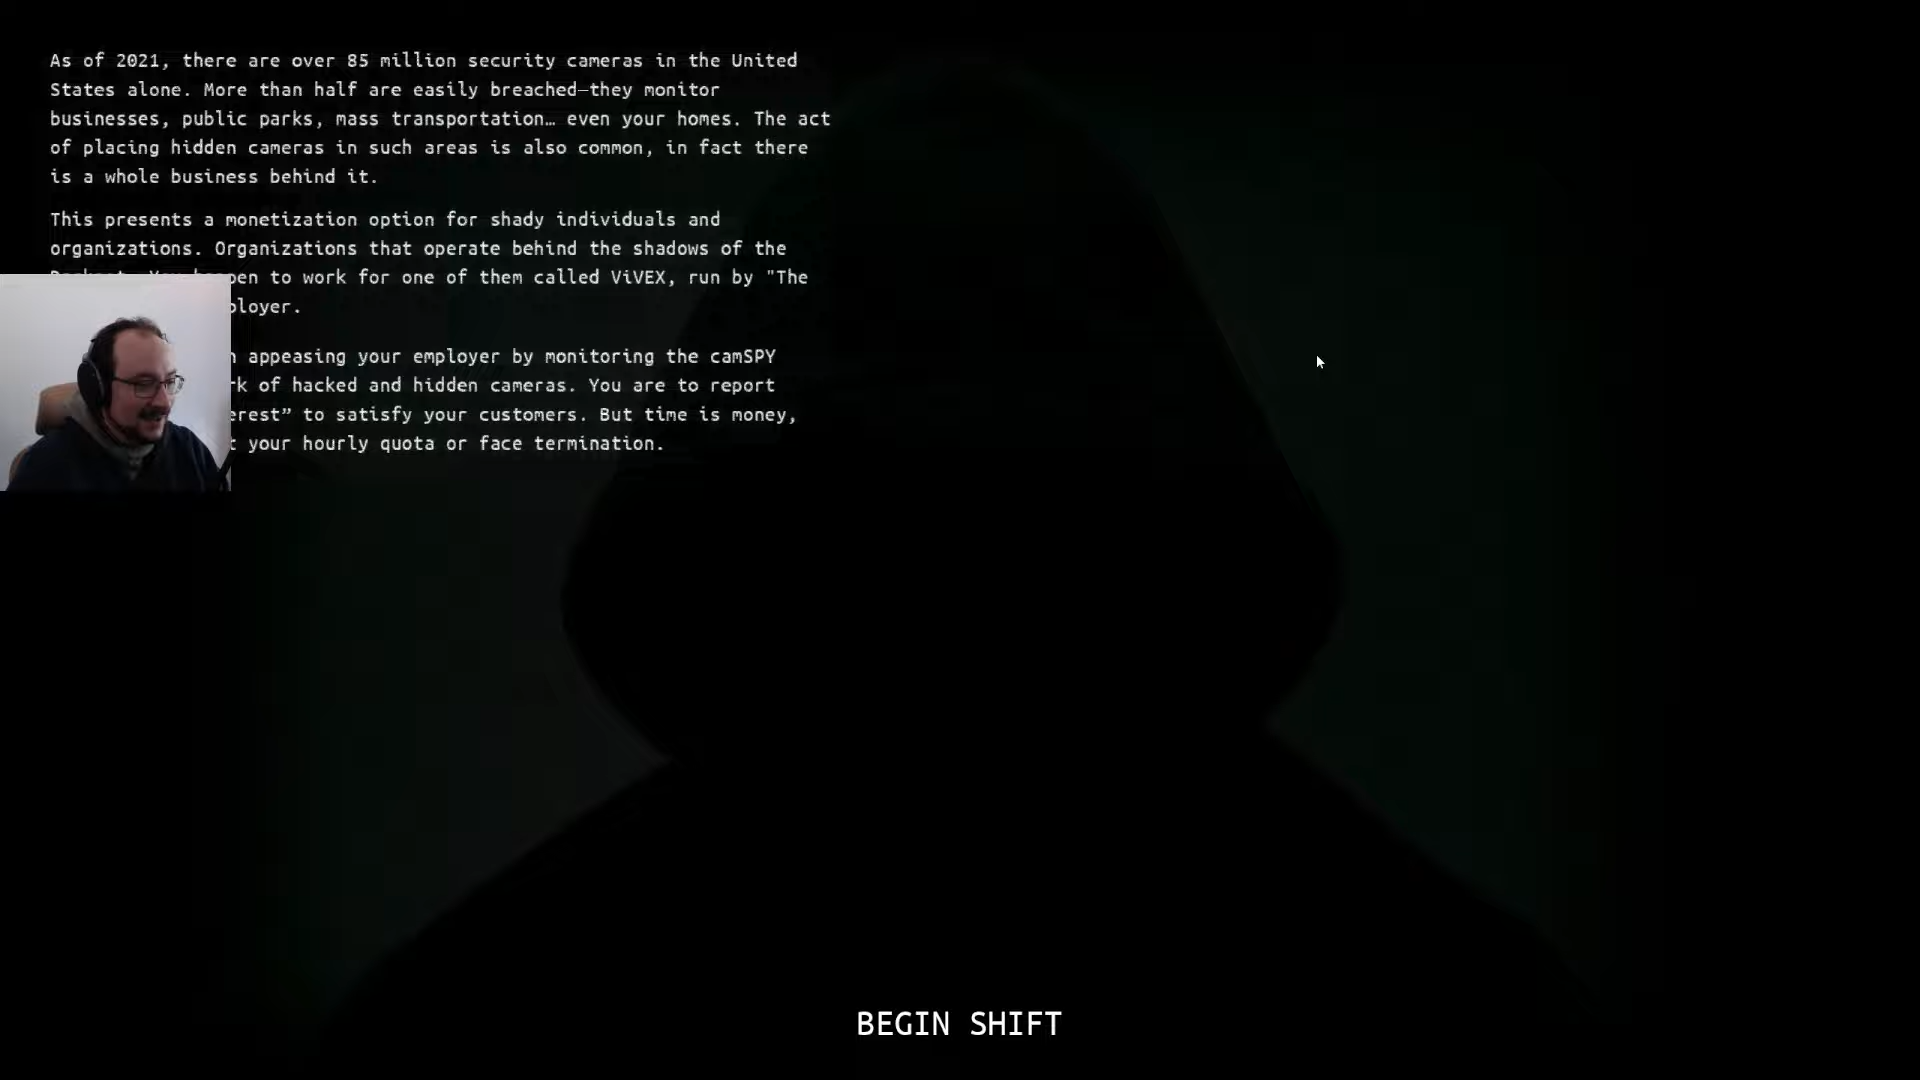 As of 2021, there are over 85 million security cameras in the United
States alone. More than half are easily breached—they monitor
businesses, public parks, mass transportation… even your homes. The act
of placing hidden cameras in such areas is also common, in fact there
is a whole business behind it.
This presents a monetization option for shady individuals and
organizations. Organizations that operate behind the shadows of the
to work for one of them called ViVEX, run by "The
appeasing your employer by monitoring the camSPY
of hacked and hidden cameras. You are to report
to satisfy your customers. But time is money,
your hourly quota or face termination.
BEGIN SHIFT